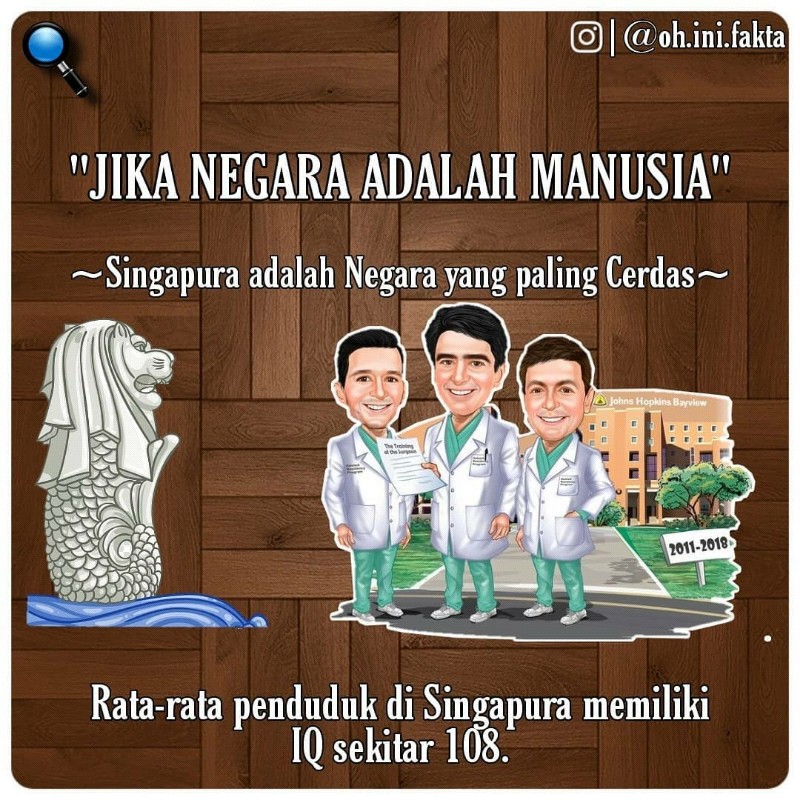 | @oh.ini.fakta
"JIKA NEGARA ADALAH MANUSIA"
~Singapura adalah Negara yang paling Cerdas~
The Training
of the Surgeon
Johns Hopkins Bayview
2011-2018
Rata-rata penduduk di Singapura memiliki
IQ sekitar 108.